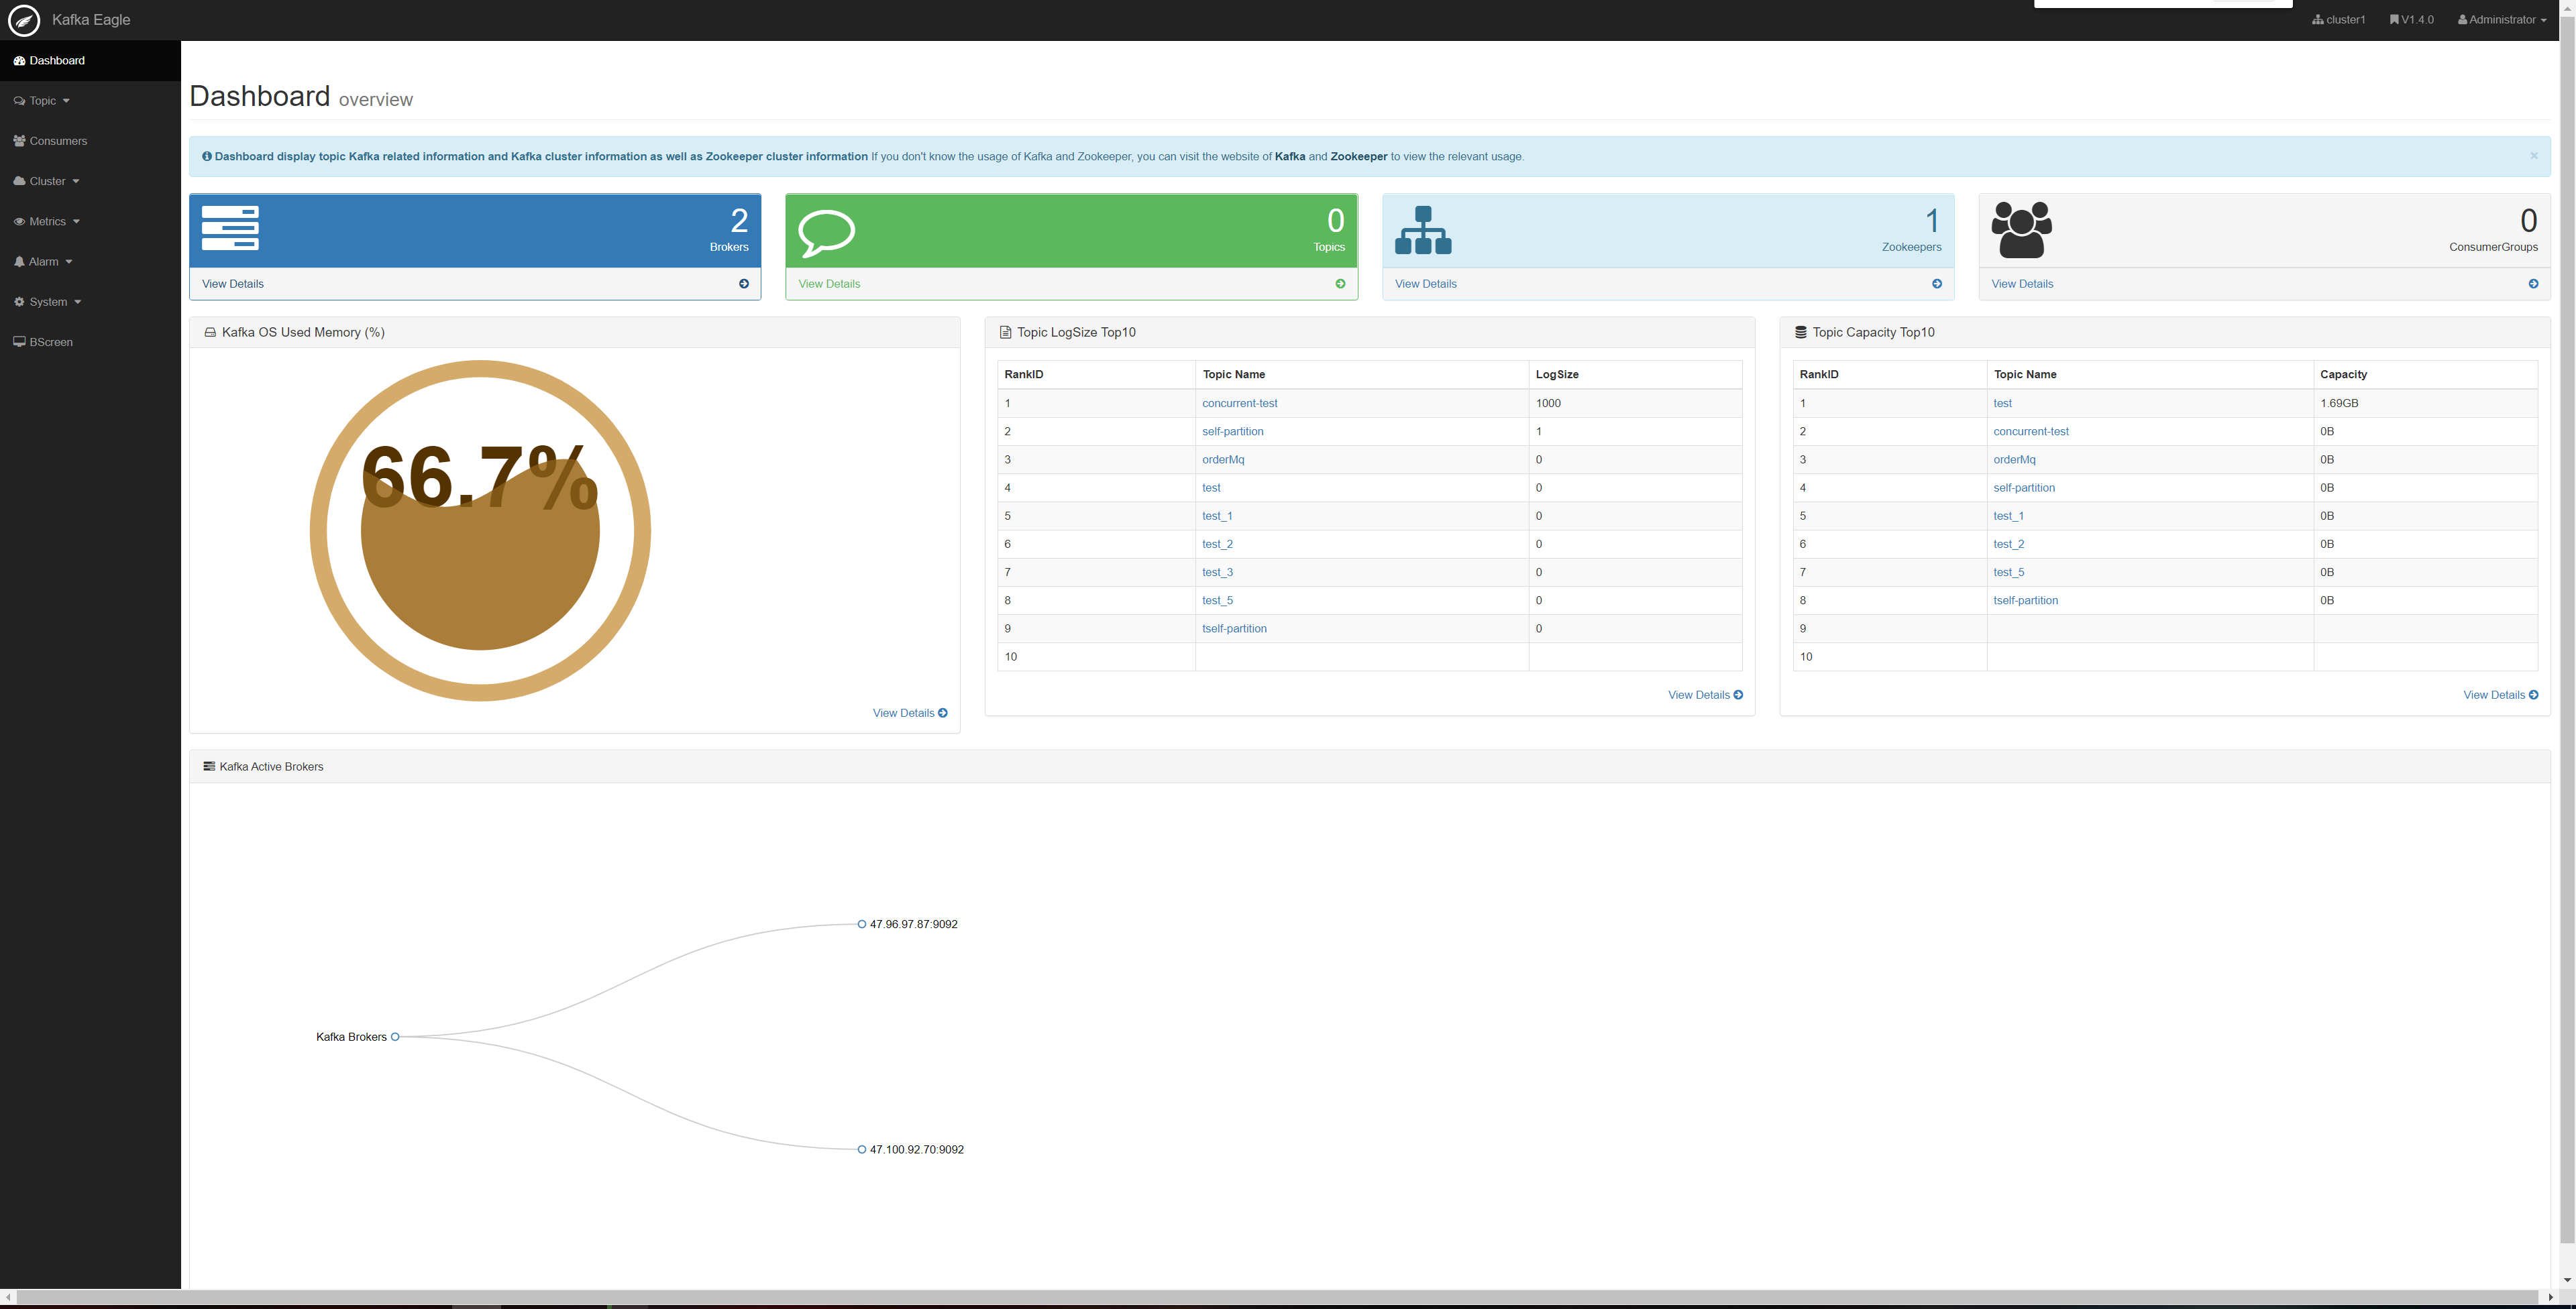 Kafka Eagle
cluster1 V1.4.0 Administrator
Dashboard
Topic
Consumers
Cluster
Metrics
Alarm
System
BScreen
Dashboard overview
Dashboard display topic Kafka related information and Kafka cluster information as well as Zookeeper cluster information If you don't know the usage of Kafka and Zookeeper, you can visit the website of Kafka and Zookeeper to view the relevant usage. ×
2
Brokers
View Details
0
Topics
View Details
1
Zookeepers
View Details
0
ConsumerGroups
View Details
Kafka OS Used Memory (%)
66.7%
View Details
Topic LogSize Top10
RankID Topic Name LogSize
1 concurrent-test 1000
2 self-partition 1
3 orderMq 0
4 test 0
5 test_1 0
6 test_2 0
7 test_3 0
8 test_5 0
9 tself-partition 0
10
View Details
Topic Capacity Top10
RankID Topic Name Capacity
1 test 1.69GB
2 concurrent-test 0B
3 orderMq 0B
4 self-partition 0B
5 test_1 0B
6 test_2 0B
7 test_5 0B
8 tself-partition 0B
9
10
View Details
Kafka Active Brokers
47.96.97.87:9092
Kafka Brokers
47.100.92.70:9092